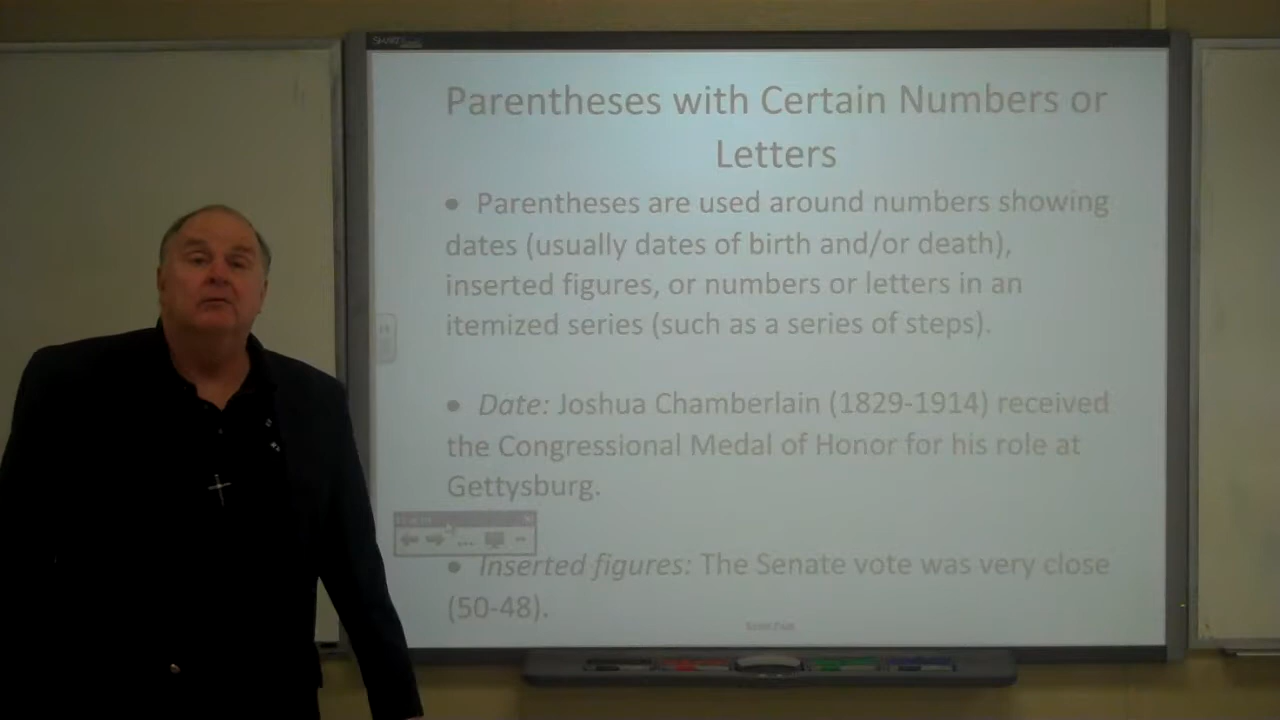 SMART
Parentheses with Certain Numbers or
Letters
• Parentheses are used around numbers showing
dates (usually dates of birth and/or death),
inserted figures, or numbers or letters in an
itemized series (such as a series of steps).
• Date: Joshua Chamberlain (1829-1914) received
the Congressional Medal of Honor for his role at
Gettysburg.
• Inserted figures: The Senate vote was very close
(50-48).